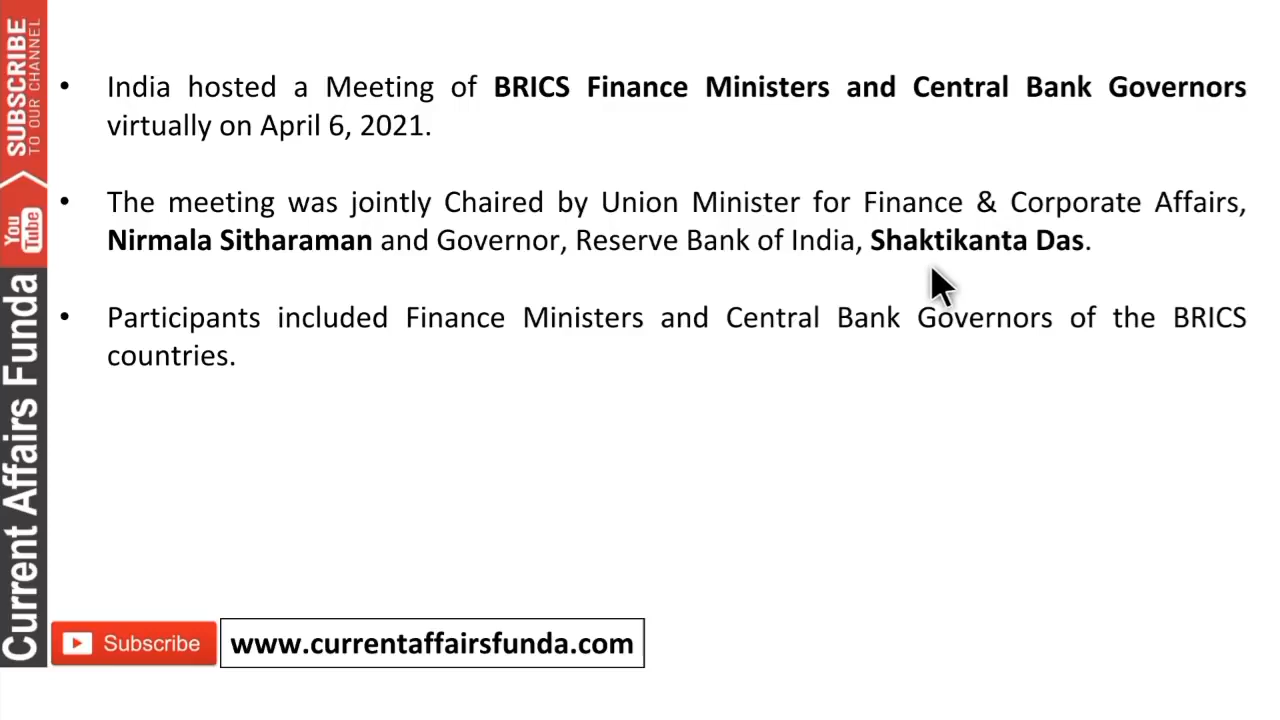 • India hosted a Meeting of BRICS Finance Ministers and Central Bank Governors
virtually on April 6, 2021.
• The meeting was jointly Chaired by Union Minister for Finance & Corporate Affairs,
Nirmala Sitharaman and Governor, Reserve Bank of India, Shaktikanta Das.
• Participants included Finance Ministers and Central Bank Governors of the BRICS
countries.
SUBSCRIBE
TO OUR CHANNEL
You
Tube
Current Affairs Funda
Subscribe
www.currentaffairsfunda.com